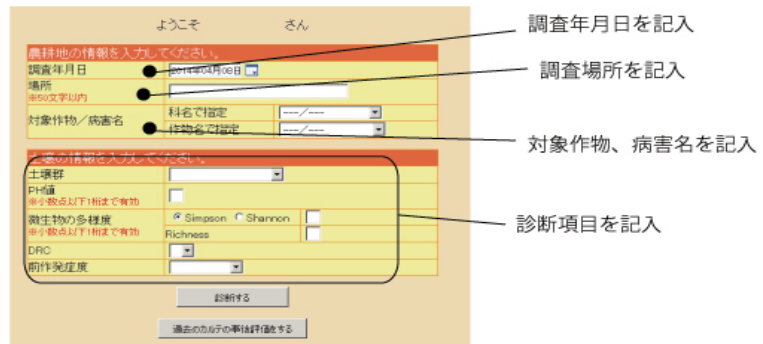 ようこそ さん
農耕地の情報を入力してください。
調査年月日 2014年04月08日
場所
※50文字以内
対象作物/病害名 科名で指定 ---/---
作物名で指定 ---/---
土壌の情報を入力してください。
土壌群
PH値
※小数点以下1桁まで有効
微生物の多様度 Simpson Shannon
※小数点以下1桁まで有効 Richness
DRC
前作発症度
診断する
過去のカルテの事後評価をする
調査年月日を記入
調査場所を記入
対象作物、病害名を記入
診断項目を記入